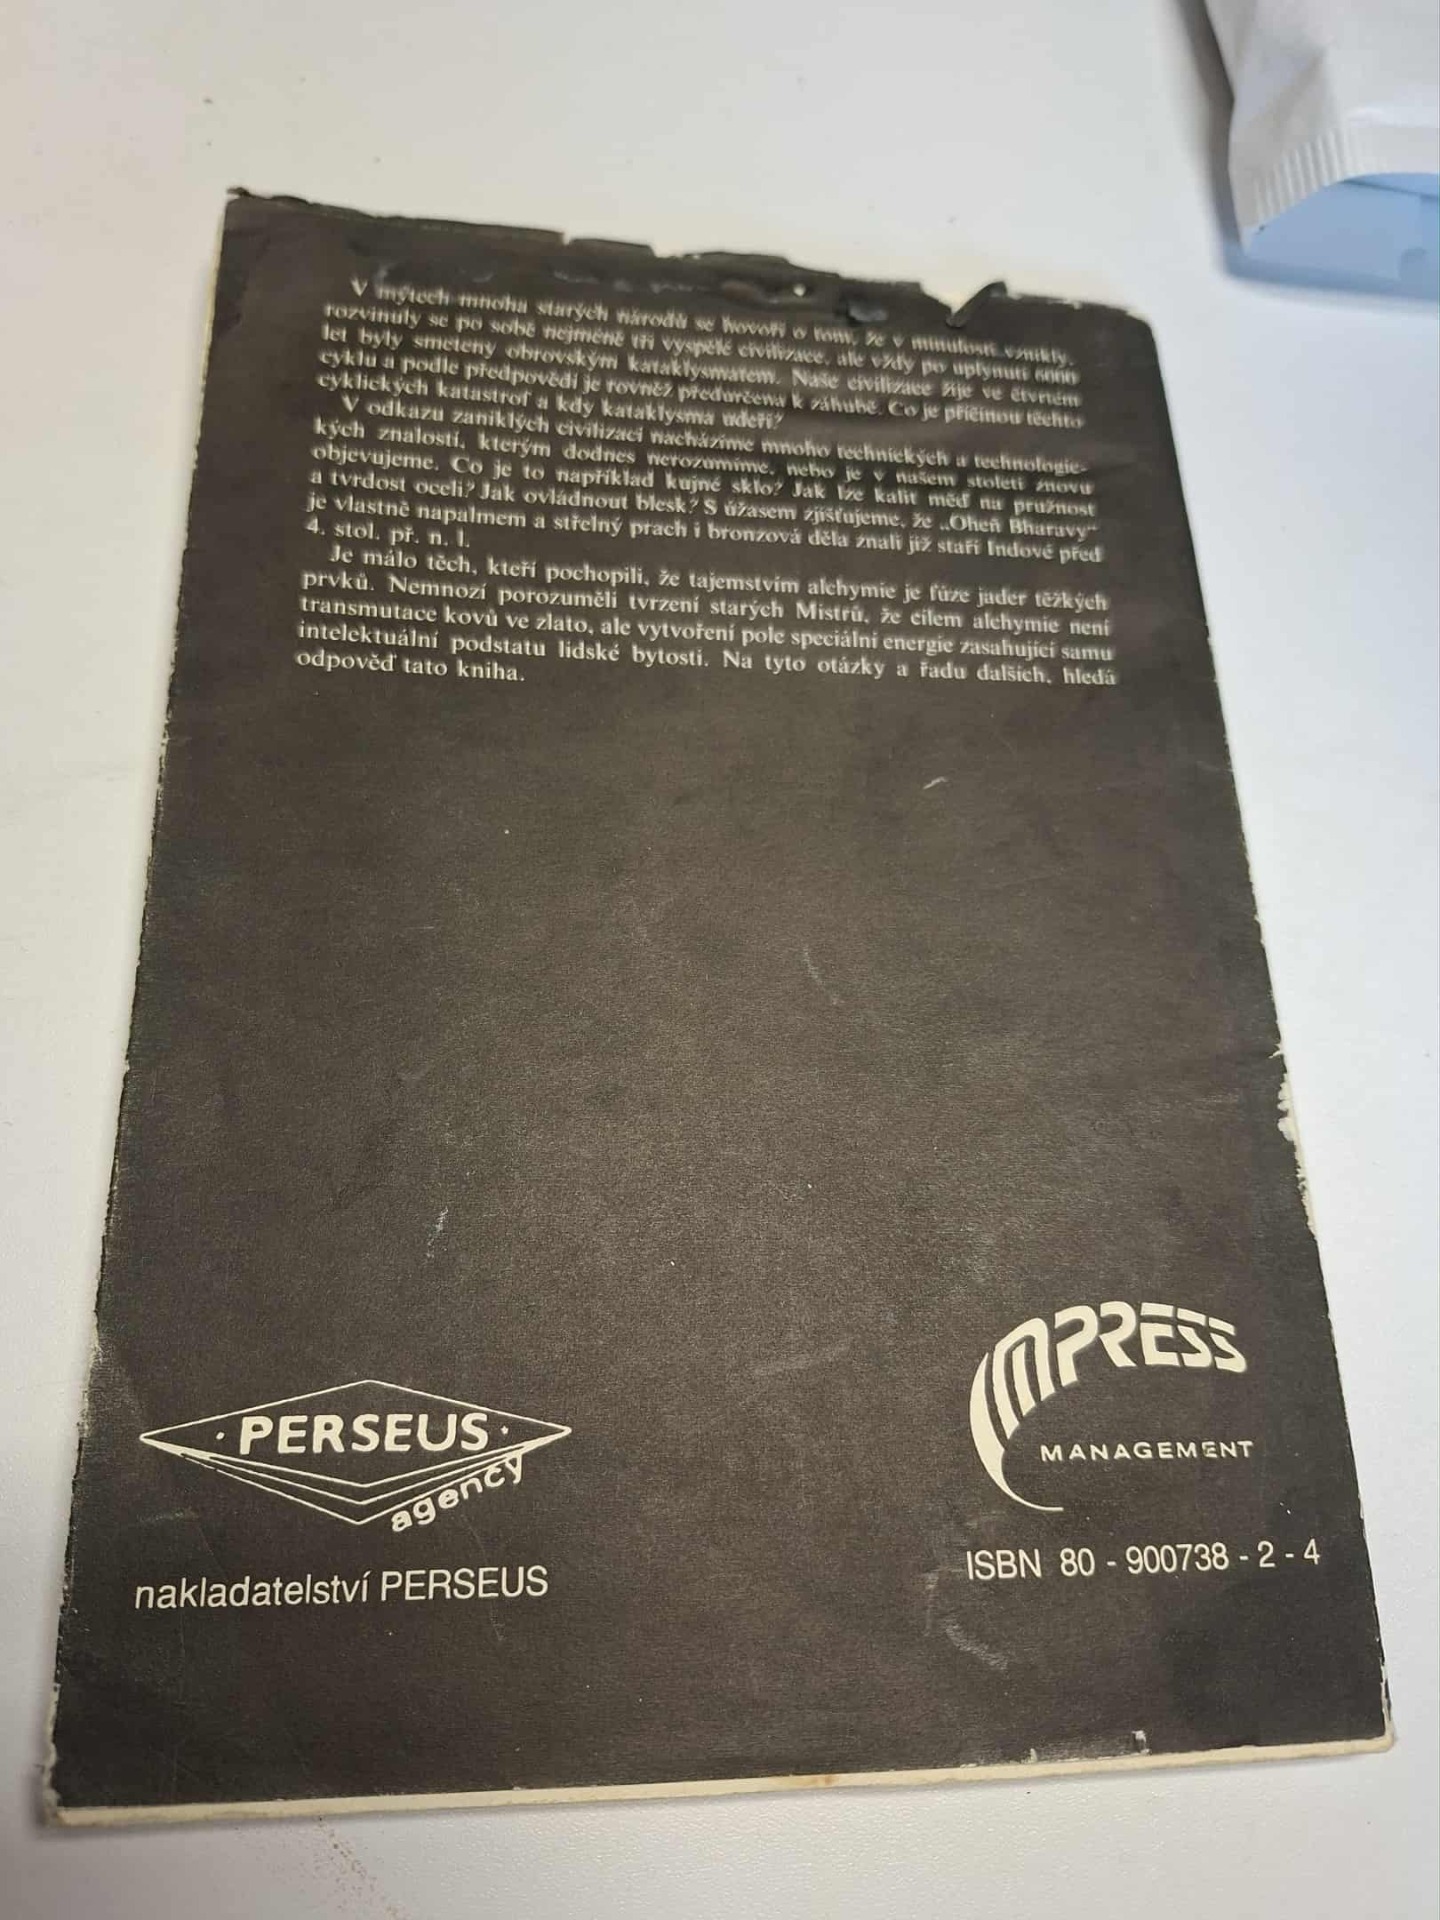 V mýtech mnoha starých národů se hovoří o tom, že v minulosti vznikly,
rozvinuly se po sobě nejméně tři vyspělé civilizace, ale vždy po uplynutí 6000
let byly smeteny obrovským kataklysmatem. Naše civilizace žije ve čtvrtém
cyklu a podle předpovědí je rovněž předurčena k záhubě. Co je příčinou těchto
cyklických katastrof a kdy kataklysma udeří?
V odkazu zaniklých civilizací nacházíme mnoho technických a technologic-
kých znalostí, kterým dodnes nerozumíme, nebo je v našem století znovu
objevujeme. Co je to například kujné sklo? Jak lze kalit měď na pružnost
a tvrdost oceli? Jak ovládnout blesk? S úžasem zjišťujeme, že „Oheň Bharavy“
je vlastně napalmem a střelný prach i bronzová děla znali již staří Indové před
4. stol. př. n. l.
Je málo těch, kteří pochopili, že tajemstvím alchymie je fúze jader těžkých
prvků. Nemnozí porozuměli tvrzení starých Mistrů, že cílem alchymie není
transmutace kovů ve zlato, ale vytvoření pole speciální energie zasahující samu
intelektuální podstatu lidské bytosti. Na tyto otázky a řadu dalších, hledá
odpověď tato kniha.
· PERSEUS ·
agency
nakladatelství PERSEUS
IMPRESS
MANAGEMENT
ISBN 80 - 900738 - 2 - 4